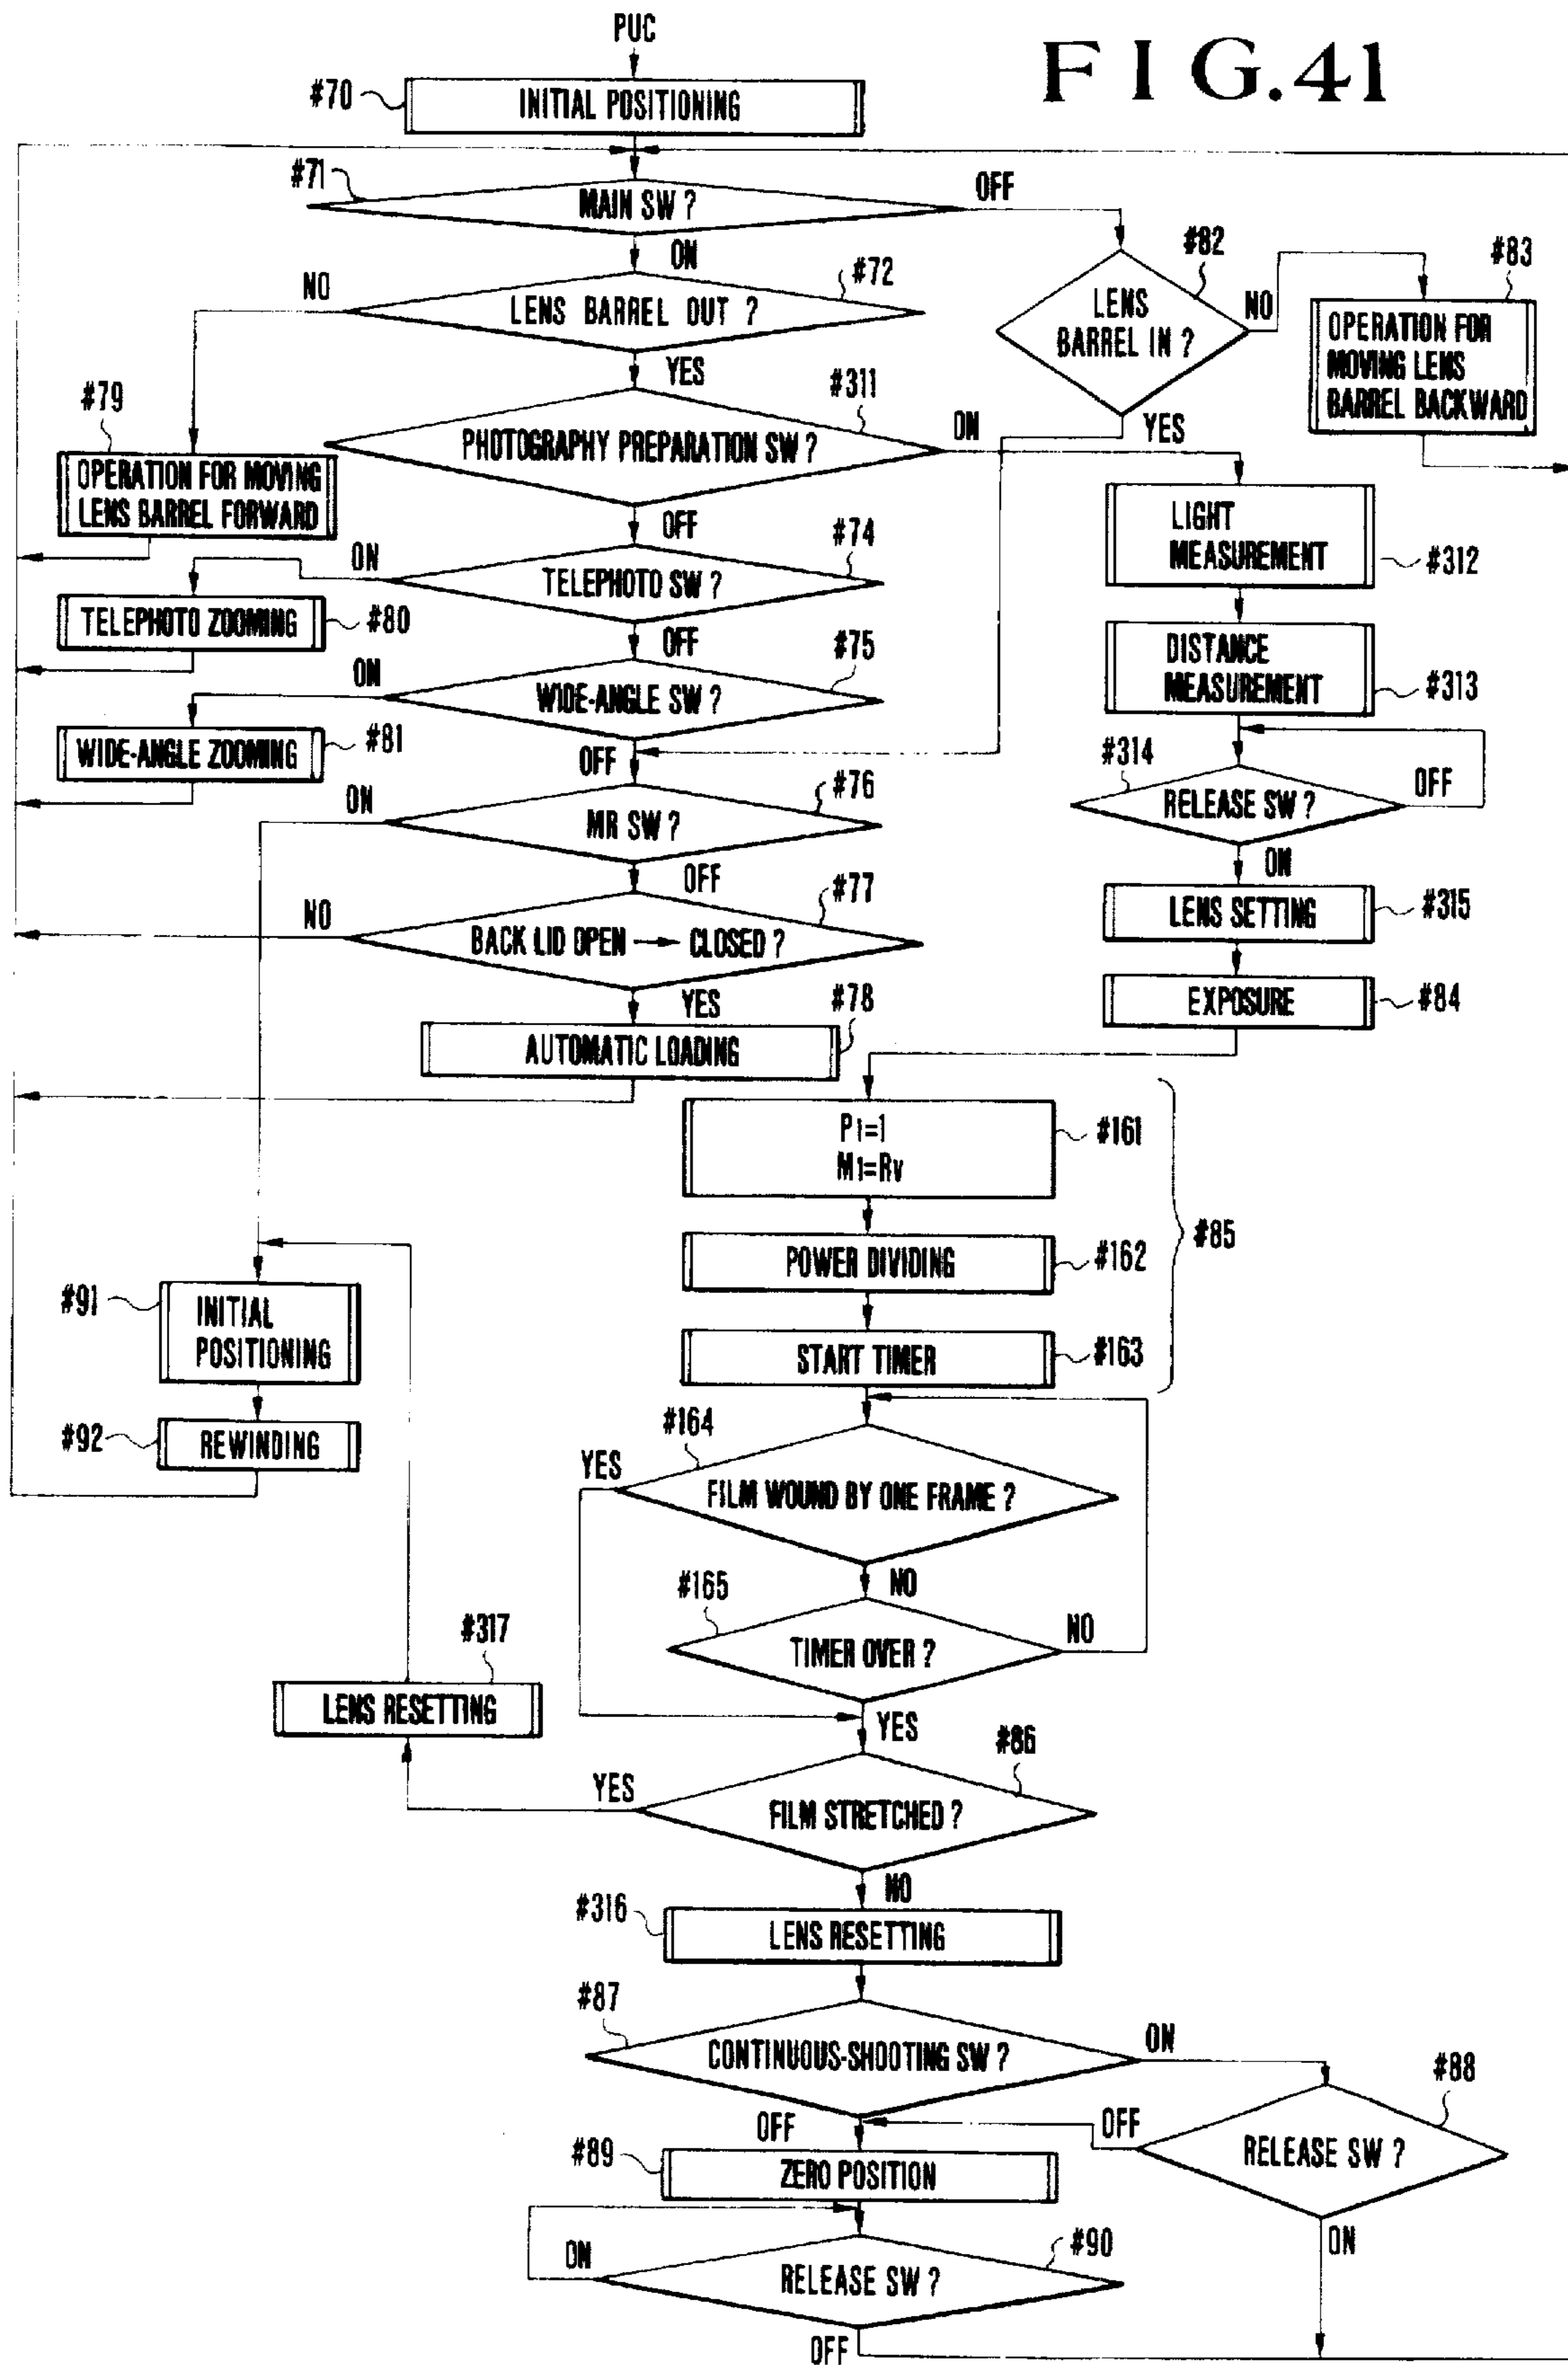 PUC
FIG.41
#70
INITIAL POSITIONING
#71
MAIN SW ?
OFF
ON
#72
NO
LENS BARREL OUT ?
YES
#82
LENS
BARREL IN ?
NO
YES
#83
OPERATION FOR
MOVING LENS
BARREL BACKWARD
#79
OPERATION FOR MOVING
LENS BARREL FORWARD
#311
PHOTOGRAPHY PREPARATION SW ?
ON
OFF
LIGHT
MEASUREMENT
#312
#74
ON
TELEPHOTO SW ?
OFF
TELEPHOTO ZOOMING
#80
DISTANCE
MEASUREMENT
#313
#75
ON
WIDE-ANGLE SW ?
OFF
WIDE-ANGLE ZOOMING
#81
#314
RELEASE SW ?
OFF
ON
#76
ON
MR SW ?
OFF
LENS SETTING
#315
#77
NO
BACK LID OPEN → CLOSED ?
YES
EXPOSURE
#84
#78
AUTOMATIC LOADING
P1=1
M1=Rv
#161
#85
POWER DIVIDING
#162
START TIMER
#163
#91
INITIAL
POSITIONING
#92
REWINDING
#164
YES
FILM WOUND BY ONE FRAME ?
NO
#165
TIMER OVER ?
NO
YES
#317
LENS RESETTING
#86
YES
FILM STRETCHED ?
NO
#316
LENS RESETTING
#87
CONTINUOUS-SHOOTING SW ?
ON
OFF
#88
OFF
RELEASE SW ?
ON
#89
ZERO POSITION
#90
ON
RELEASE SW ?
OFF